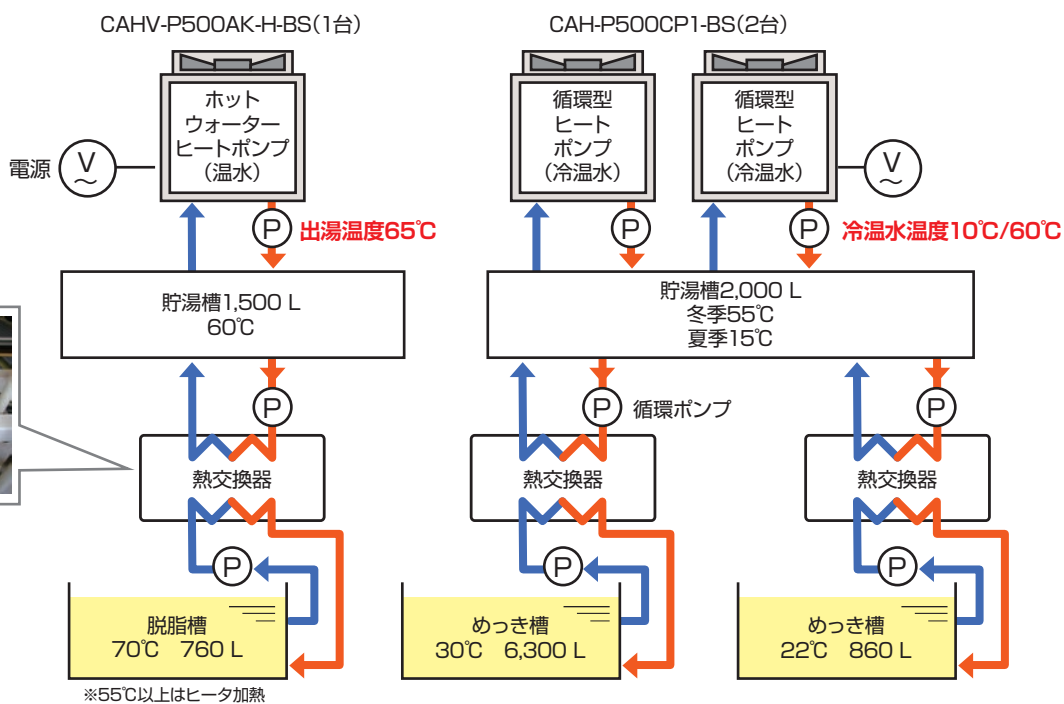 CAHV-P500AK-H-BS(1台)
CAH-P500CP1-BS(2台)
ホット
ウォーター
ヒートポンプ
(温水)
循環型
ヒート
ポンプ
(冷温水)
循環型
ヒート
ポンプ
(冷温水)
電源
V
V
P
出湯温度65℃
P
P
冷温水温度10℃/60℃
貯湯槽1,500 L
60℃
貯湯槽2,000 L
冬季55℃
夏季15℃
P
P
循環ポンプ
P
熱交換器
熱交換器
熱交換器
P
P
P
脱脂槽
70℃ 760 L
めっき槽
30℃ 6,300 L
めっき槽
22℃ 860 L
※55℃以上はヒータ加熱